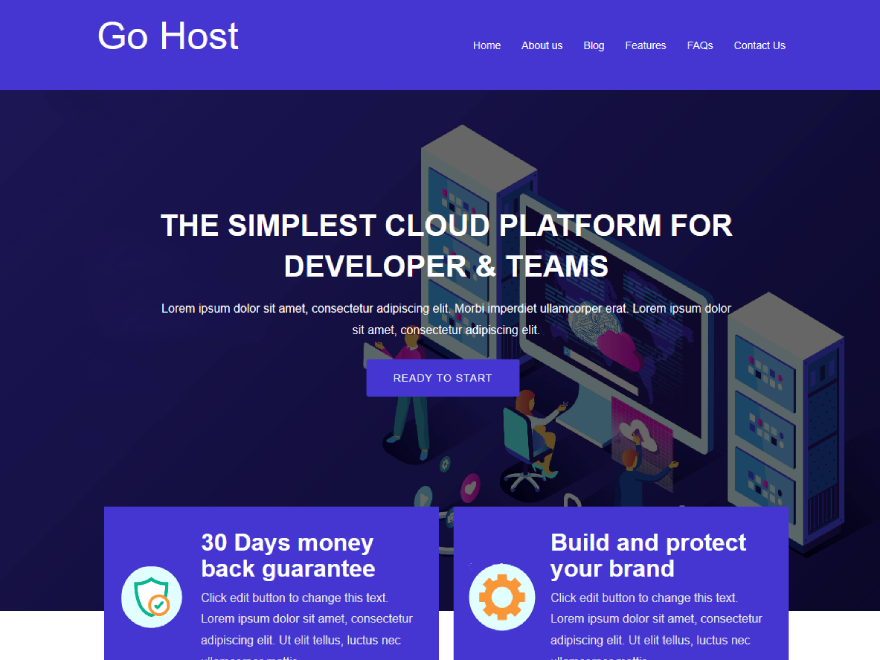 Go Host
Home About us Blog Features FAQs Contact Us
THE SIMPLEST CLOUD PLATFORM FOR
DEVELOPER & TEAMS
Lorem ipsum dolor sit amet, consectetur adipiscing elit. Morbi imperdiet ullamcorper erat. Lorem ipsum dolor
sit amet, consectetur adipiscing elit.
READY TO START
30 Days money
back guarantee
Click edit button to change this text.
Lorem ipsum dolor sit amet, consectetur
adipiscing elit. Ut elit tellus, luctus nec
Build and protect
your brand
Click edit button to change this text.
Lorem ipsum dolor sit amet, consectetur
adipiscing elit. Ut elit tellus, luctus nec